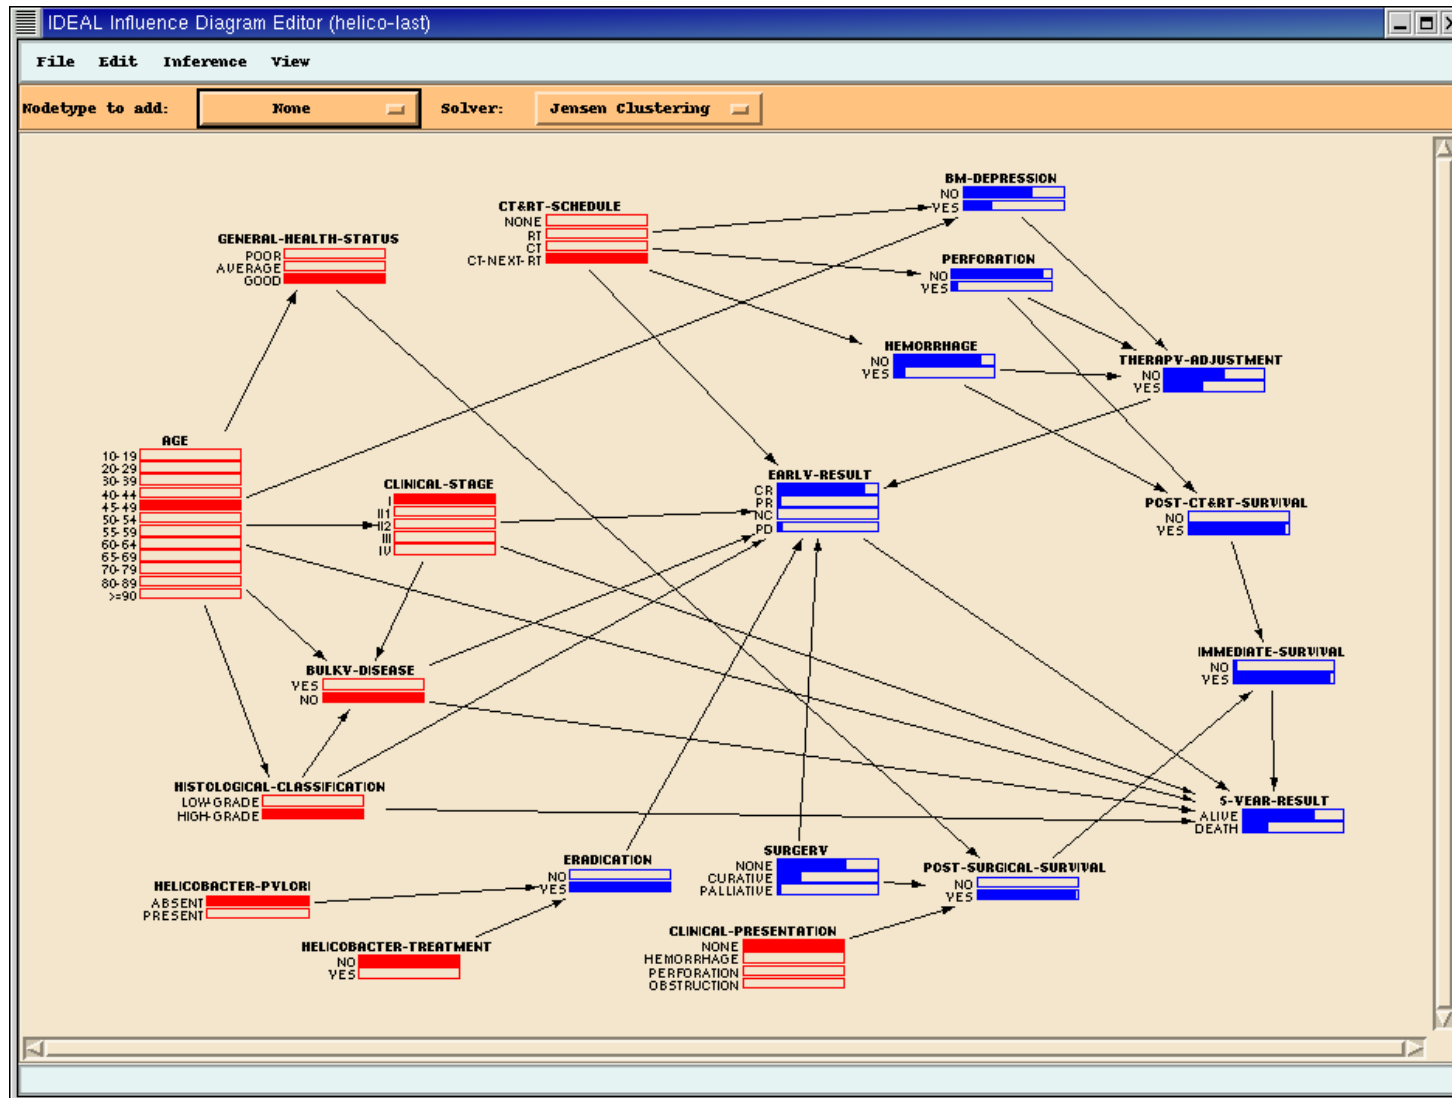 IDEAL Influence Diagram Editor (helico-last)
File Edit Inference View
Nodetype to add: None Solver: Jensen Clustering
BM-DEPRESSION
NO
YES
CT&RT-SCHEDULE
NONE
RT
CT
CT-NEXT-RT
GENERAL-HEALTH-STATUS
POOR
AVERAGE
GOOD
PERFORATION
NO
YES
HEMORRHAGE
NO
YES
THERAPY-ADJUSTMENT
NO
YES
AGE
10-19
20-29
30-39
40-44
45-49
50-54
55-59
60-64
65-69
70-79
80-89
>=90
CLINICAL-STAGE
I
II1
II2
III
IV
EARLY-RESULT
CR
PR
NC
PD
POST-CT&RT-SURVIVAL
NO
YES
IMMEDIATE-SURVIVAL
NO
YES
BULKY-DISEASE
YES
NO
HISTOLOGICAL-CLASSIFICATION
LOW-GRADE
HIGH-GRADE
5-YEAR-RESULT
ALIVE
DEATH
ERADICATION
NO
YES
SURGERY
NONE
CURATIVE
PALLIATIVE
POST-SURGICAL-SURVIVAL
NO
YES
HELICOBACTER-PYLORI
ABSENT
PRESENT
CLINICAL-PRESENTATION
NONE
HEMORRHAGE
PERFORATION
OBSTRUCTION
HELICOBACTER-TREATMENT
NO
YES